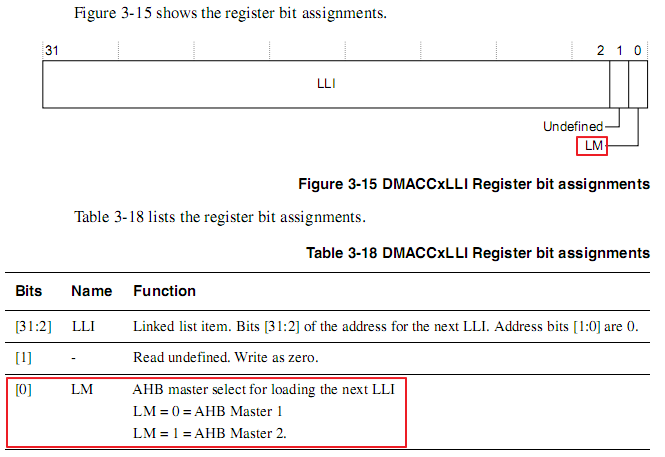 Figure 3-15 shows the register bit assignments.
31 2 1 0
LLI
Undefined
LM
Figure 3-15 DMACCxLLI Register bit assignments
Table 3-18 lists the register bit assignments.
Table 3-18 DMACCxLLI Register bit assignments
Bits Name Function
[31:2] LLI Linked list item. Bits [31:2] of the address for the next LLI. Address bits [1:0] are 0.
[1] - Read undefined. Write as zero.
[0] LM AHB master select for loading the next LLI
LM = 0 = AHB Master 1
LM = 1 = AHB Master 2.